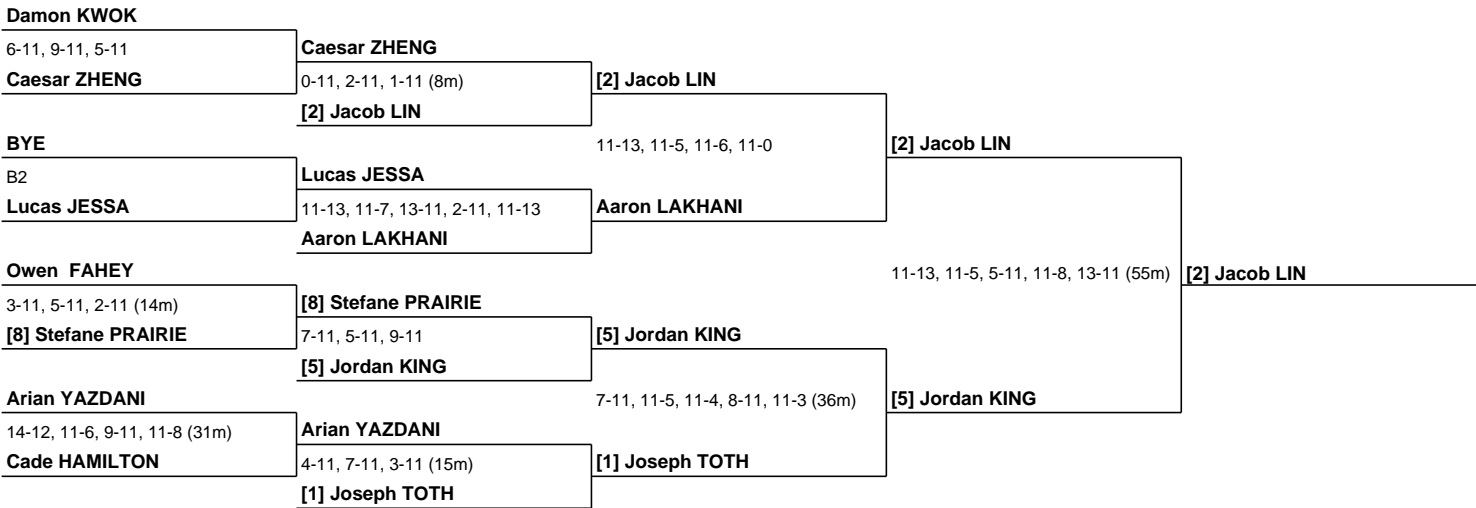 Damon KWOK
6-11, 9-11, 5-11
Caesar ZHENG
Caesar ZHENG
0-11, 2-11, 1-11 (8m)
[2] Jacob LIN
[2] Jacob LIN
BYE
B2
Lucas JESSA
Lucas JESSA
11-13, 11-7, 13-11, 2-11, 11-13
Aaron LAKHANI
11-13, 11-5, 11-6, 11-0
Aaron LAKHANI
[2] Jacob LIN
Owen FAHEY
3-11, 5-11, 2-11 (14m)
[8] Stefane PRAIRIE
[8] Stefane PRAIRIE
7-11, 5-11, 9-11
[5] Jordan KING
[5] Jordan KING
Arian YAZDANI
14-12, 11-6, 9-11, 11-8 (31m)
Cade HAMILTON
Arian YAZDANI
4-11, 7-11, 3-11 (15m)
[1] Joseph TOTH
7-11, 11-5, 11-4, 8-11, 11-3 (36m)
[1] Joseph TOTH
[5] Jordan KING
11-13, 11-5, 5-11, 11-8, 13-11 (55m)
[2] Jacob LIN